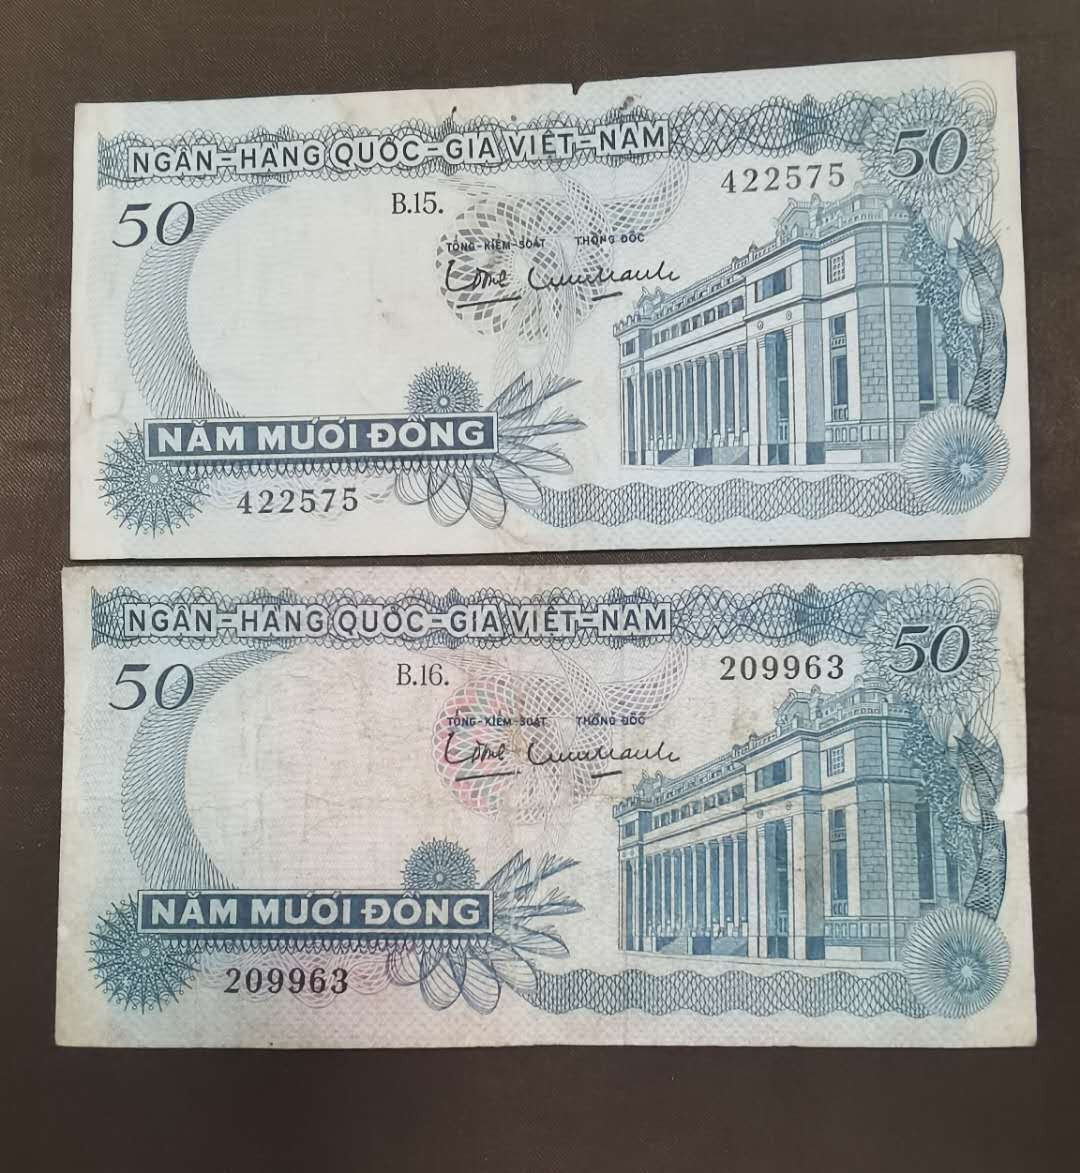 NGÂN-HÀNG QUỐC-GIA VIỆT-NAM
50
422575
50
B.15.
TỔNG-KIỂM-SOÁT THỐNG ĐỐC
NĂM MƯƠI ĐỒNG
422575
NGÂN-HÀNG QUỐC-GIA VIỆT-NAM
50
209963
50
B.16.
TỔNG-KIỂM-SOÁT THỐNG ĐỐC
NĂM MƯƠI ĐỒNG
209963